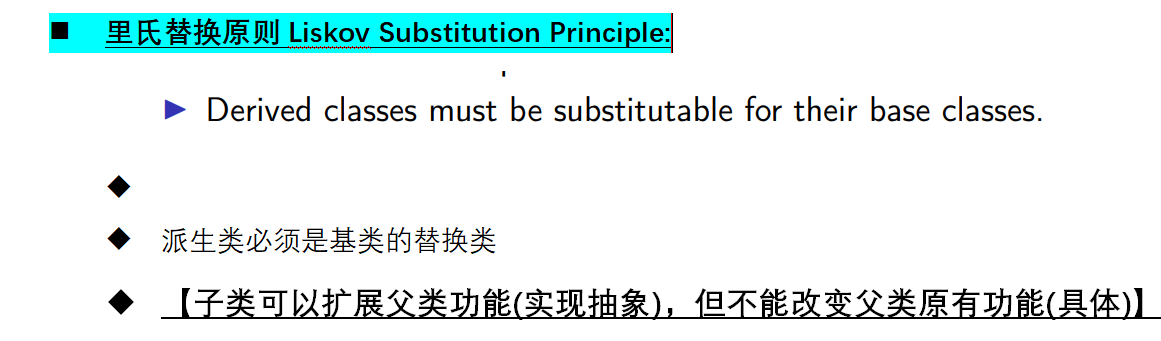 ■ 里氏替换原则 Liskov Substitution Principle:
▶ Derived classes must be substitutable for their base classes.
◆
◆ 派生类必须是基类的替换类
◆ 【子类可以扩展父类功能(实现抽象)，但不能改变父类原有功能(具体)】